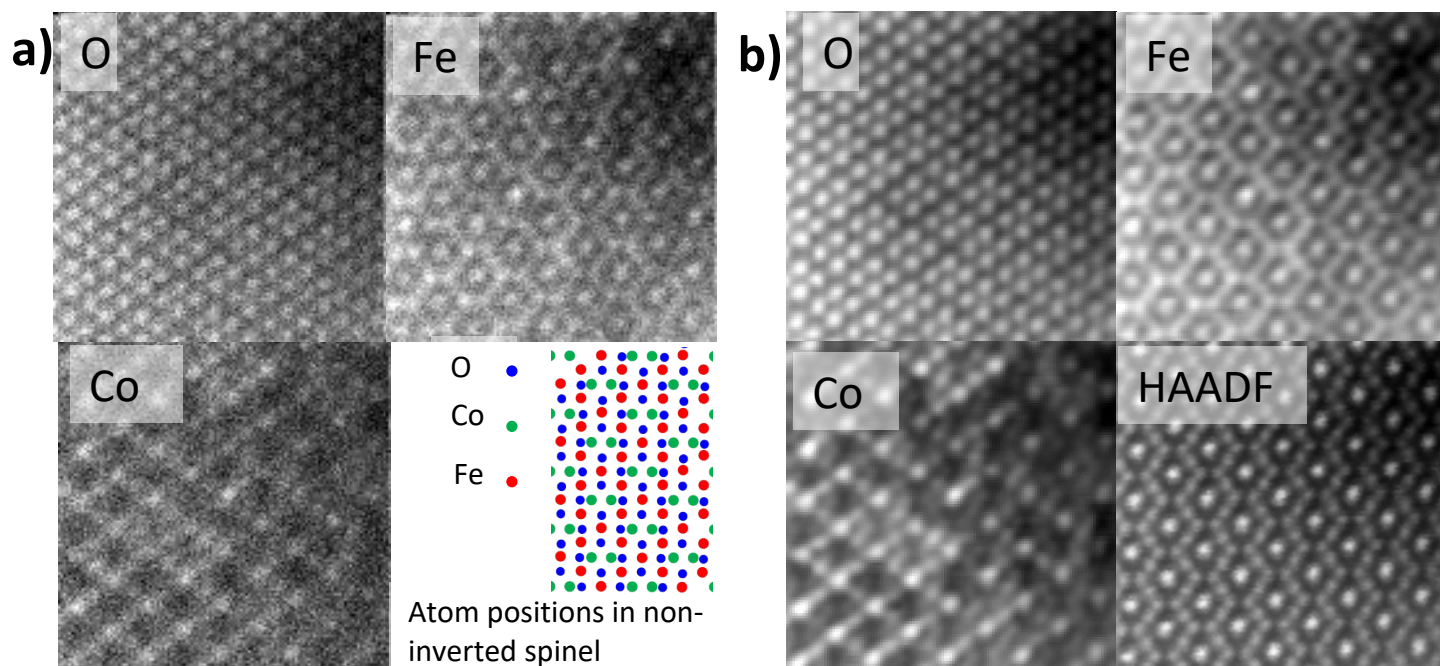 a)
O
Fe
Co
O
Co
Fe
Atom positions in non-
inverted spinel
b)
O
Fe
Co
HAADF